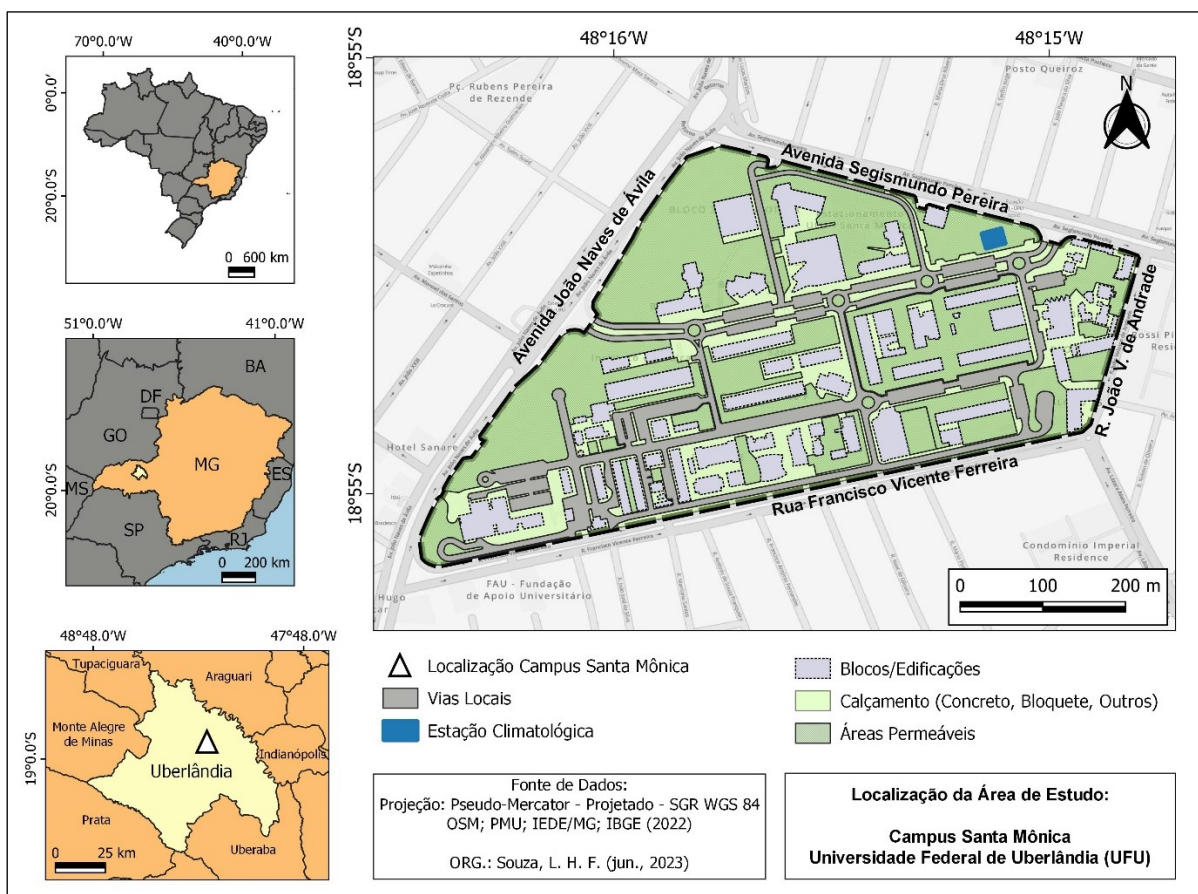 70°0.0'W 40°0.0'W
0°0.0'
20°0.0'S
0 600 km
51°0.0'W 41°0.0'W
BA
DF
GO
MG
ES
MS
20°0.0'S
SP
RJ
0 200 km
48°48.0'W 47°48.0'W
Tupaciguara
Araguari
Monte Alegre
de Minas
Indianópolis
19°0.0'S
Uberlândia
Prata
Uberaba
0 25 km
48°16'W 48°15'W
18°55'S
18°55'S
N
Posto Queiroz
Pç. Rubens Pereira
de Rezende
Avenida Segismundo Pereira
Av. Segismundo Pereira
Avenida João Naves de Ávila
R. João V. de Andrade
Rua Francisco Vicente Ferreira
R. Francisco Vicente Ferreira
Hotel Sanare
FAU - Fundação
de Apoio Universitário
Condomínio Imperial
Residence
0 100 200 m
Localização Campus Santa Mônica
Vias Locais
Estação Climatológica
Blocos/Edificações
Calçamento (Concreto, Bloquete, Outros)
Áreas Permeáveis
Fonte de Dados:
Projeção: Pseudo-Mercator - Projetado - SGR WGS 84
OSM; PMU; IEDE/MG; IBGE (2022)
ORG.: Souza, L. H. F. (jun., 2023)
Localização da Área de Estudo:
Campus Santa Mônica
Universidade Federal de Uberlândia (UFU)